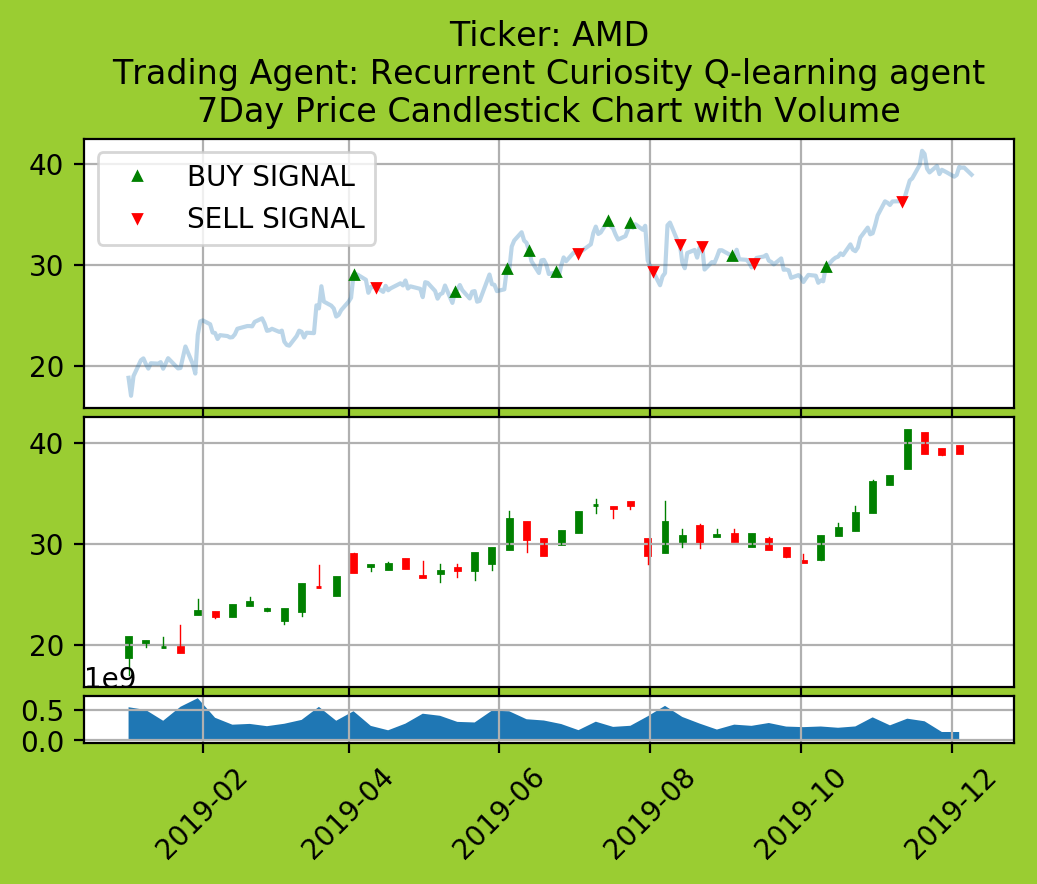 Ticker: AMD
Trading Agent: Recurrent Curiosity Q-learning agent
7Day Price Candlestick Chart with Volume
40
30
20
BUY SIGNAL
SELL SIGNAL
40
30
20
1e9
0.5
0.0
2019-02
2019-04
2019-06
2019-08
2019-10
2019-12